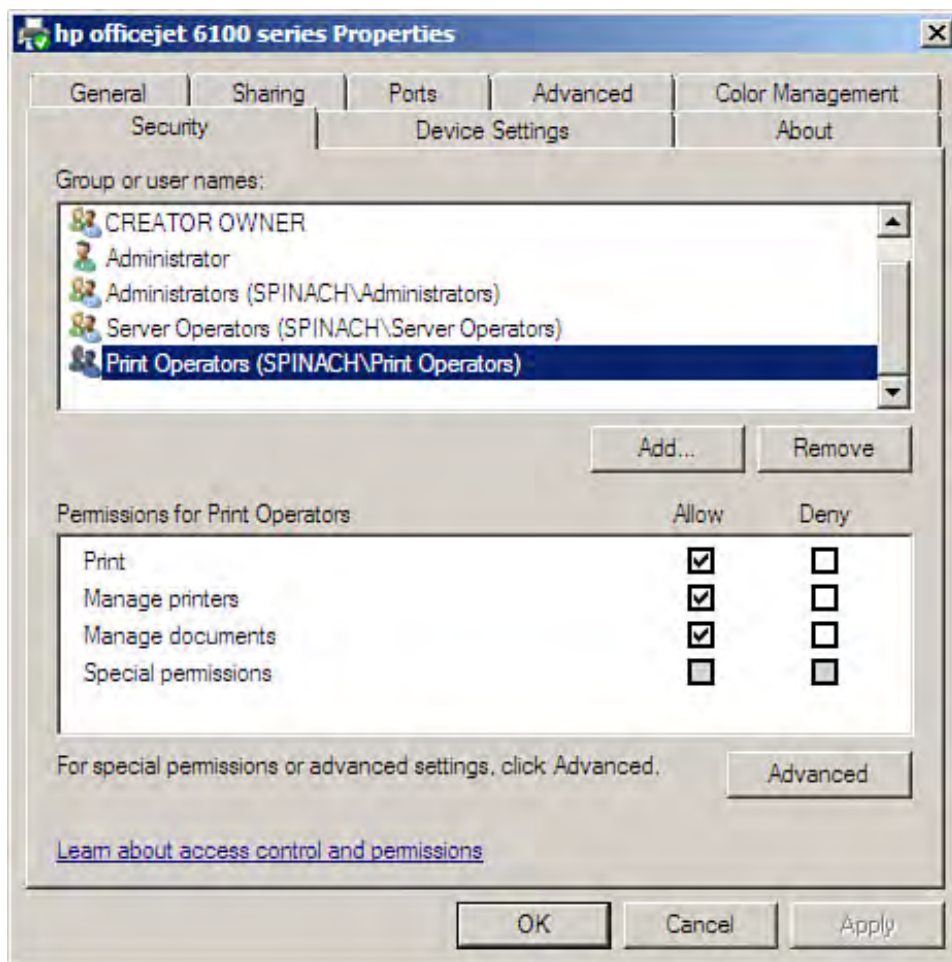 hp officejet 6100 series Properties
General Sharing Ports Advanced Color Management
Security Device Settings About
Group or user names:
CREATOR OWNER
Administrator
Administrators (SPINACH\Administrators)
Server Operators (SPINACH\Server Operators)
Print Operators (SPINACH\Print Operators)
Add... Remove
Permissions for Print Operators Allow Deny
Print
Manage printers
Manage documents
Special permissions
For special permissions or advanced settings, click Advanced. Advanced
Learn about access control and permissions
OK Cancel Apply